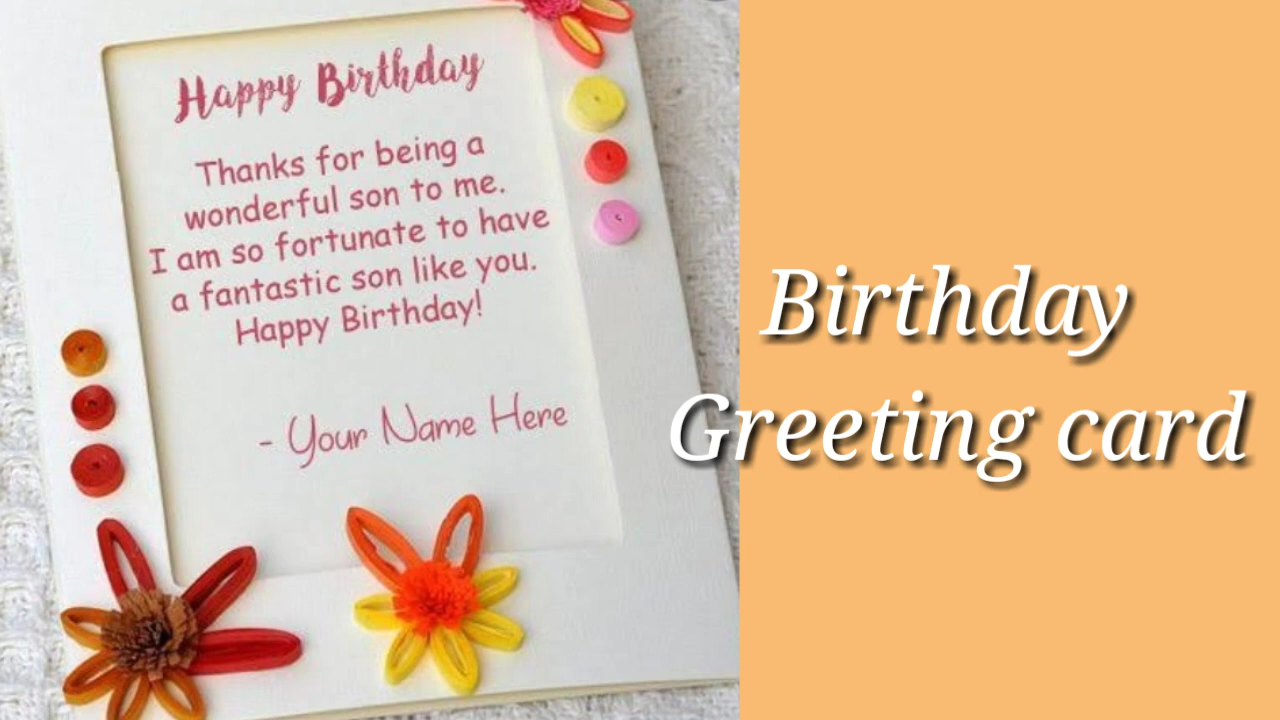 Happy Birthday
Thanks for being a
wonderful son to me.
I am so fortunate to have
a fantastic son like you.
Happy Birthday!
- Your Name Here
Birthday
Greeting card